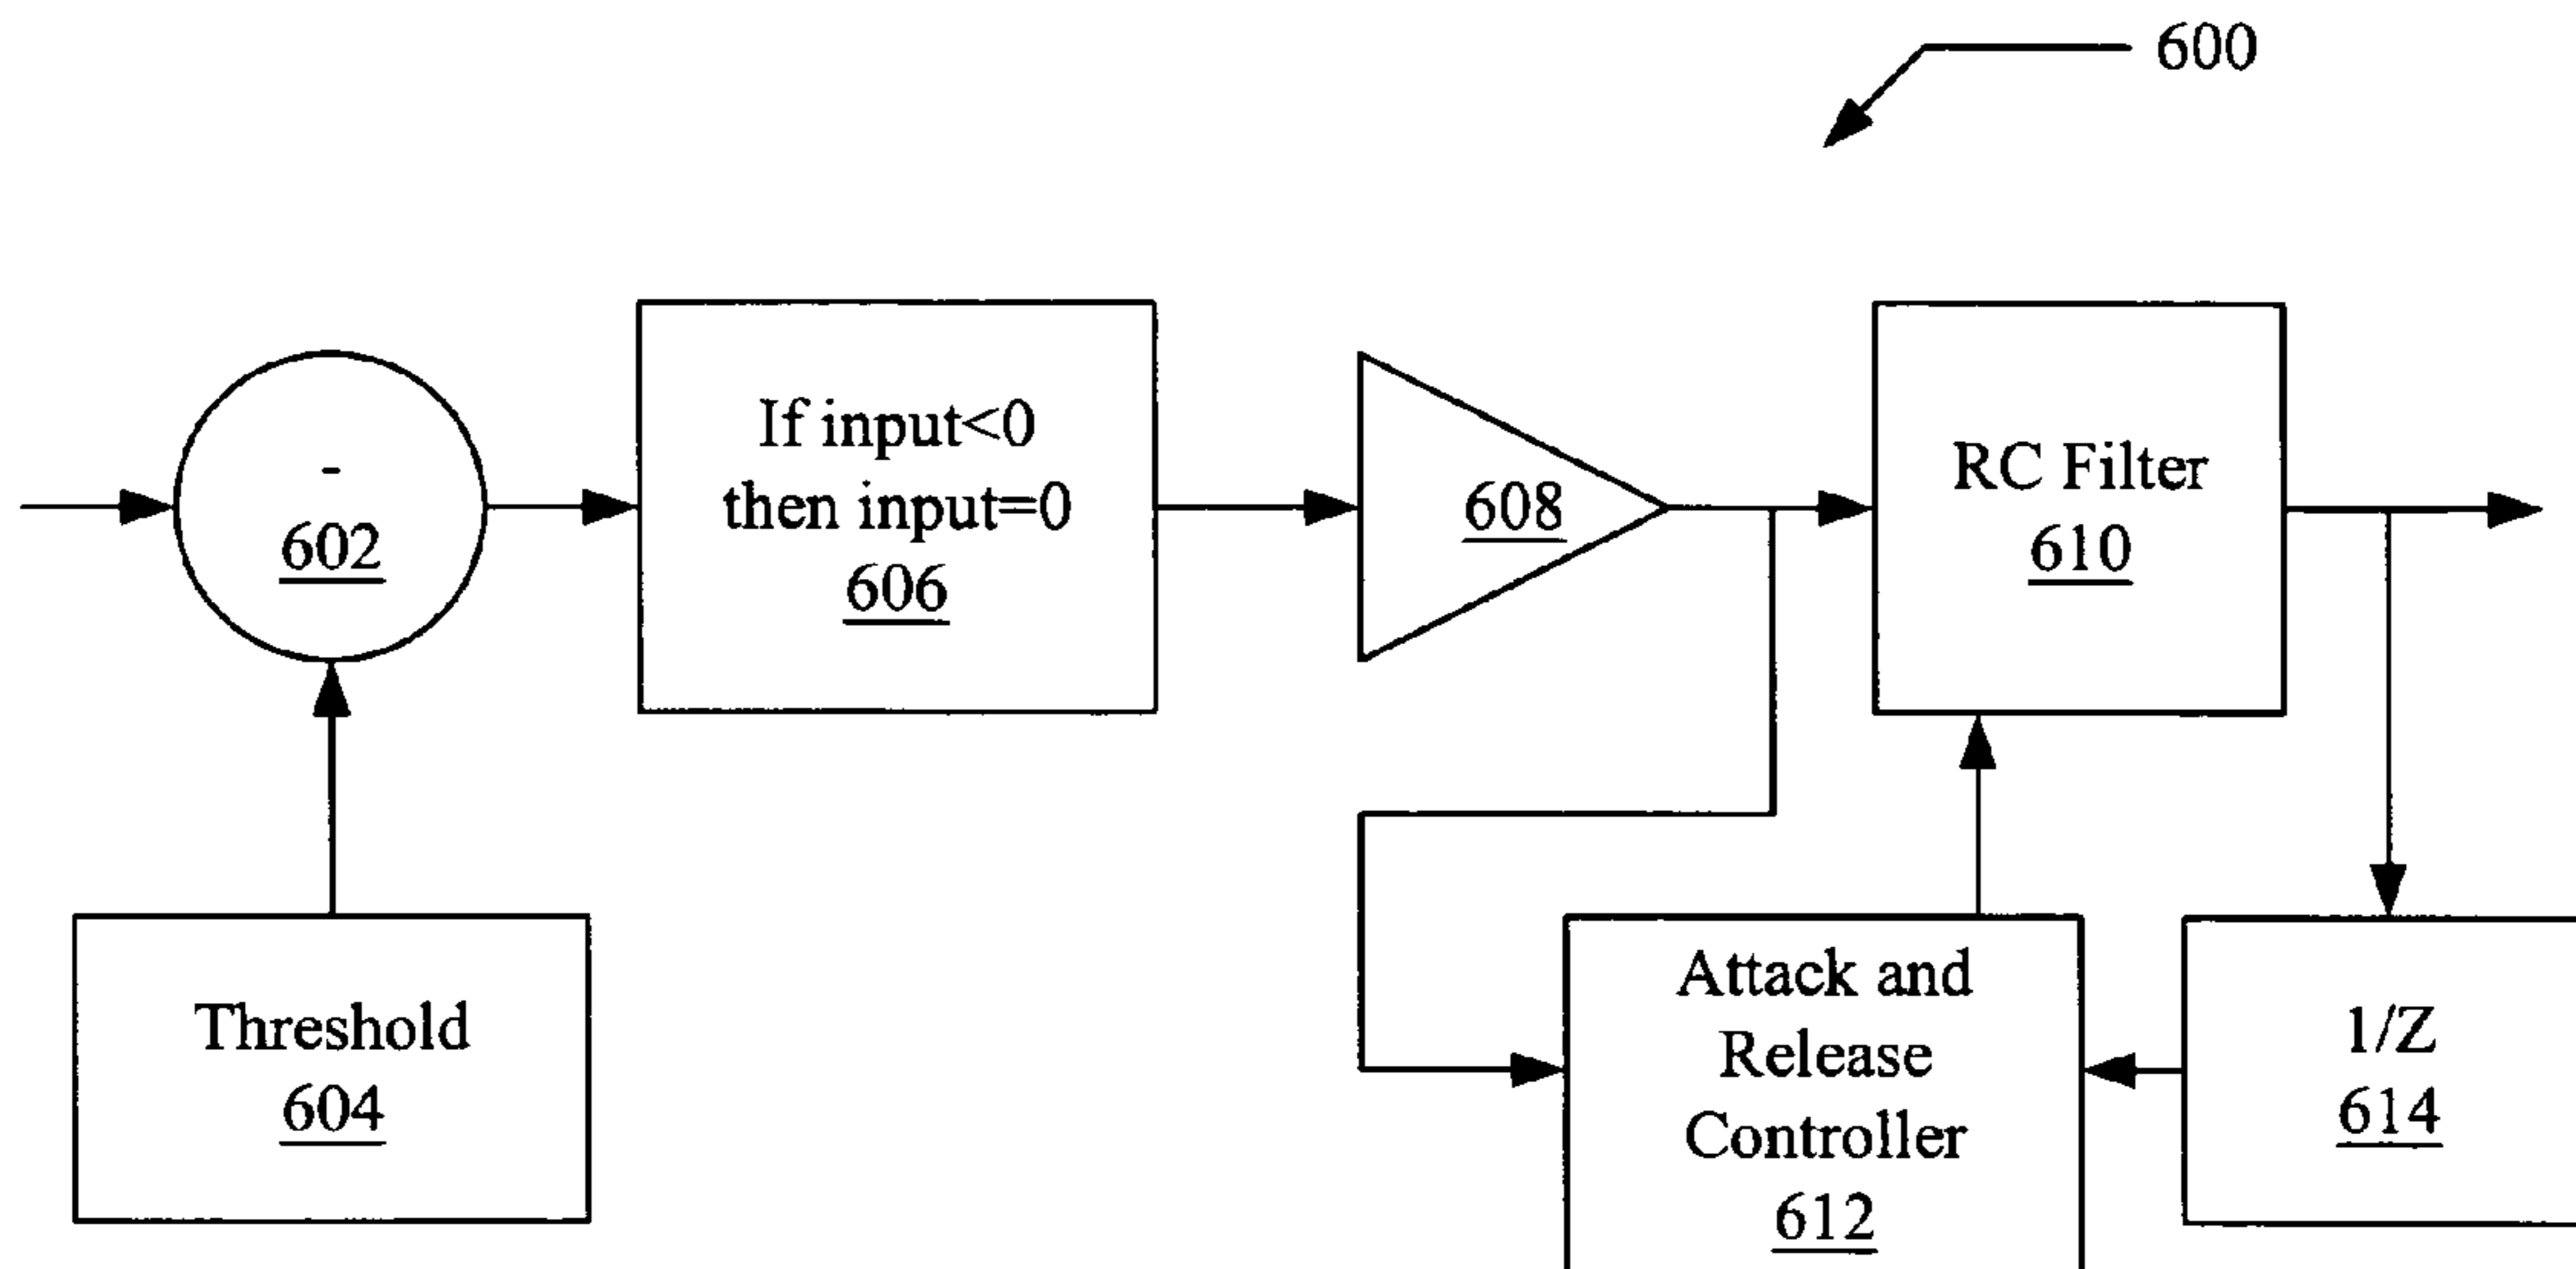 600
-
602
If input<0
then input=0
606
608
RC Filter
610
Threshold
604
Attack and
Release
Controller
612
1/Z
614